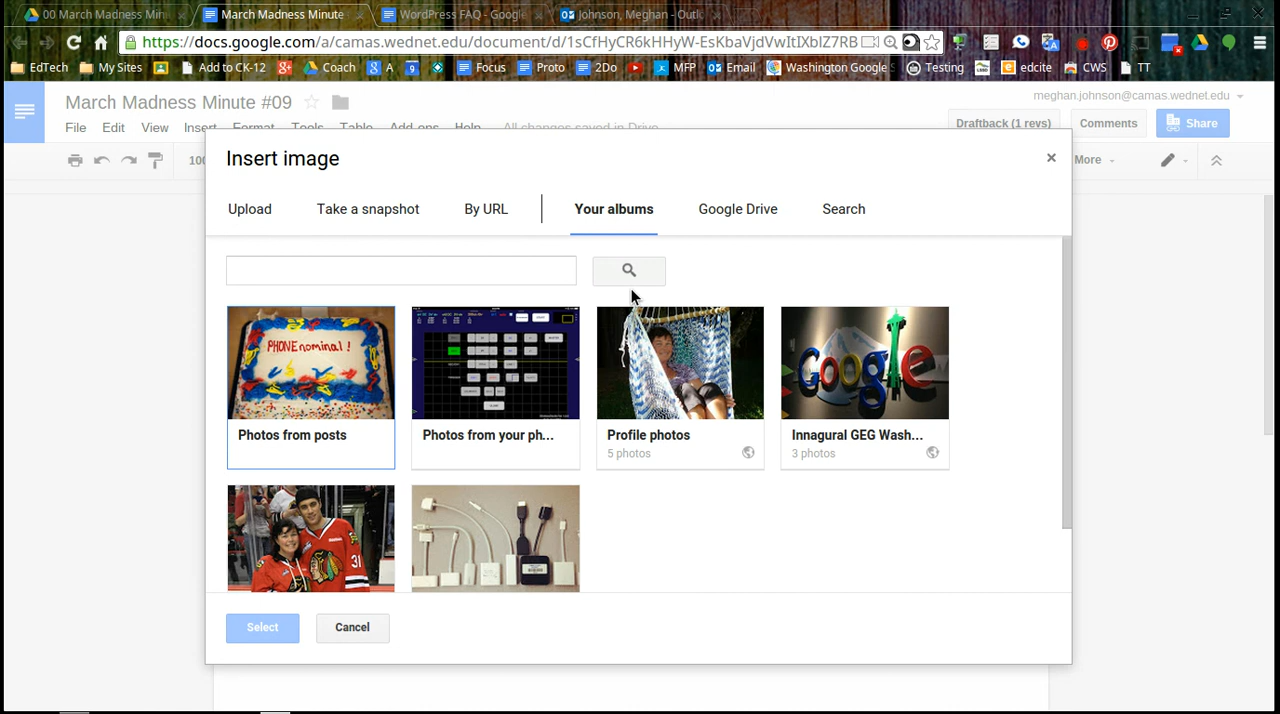 00 March Madness Min
March Madness Minute
WordPress FAQ - Google
Johnson, Meghan - Outlo
https://docs.google.com/a/camas.wednet.edu/document/d/1sCfHyCR6kHHyW-EsKbaVjdVwItIXblZ7RB
EdTech
My Sites
Add to CK-12
Coach
A
9
Focus
Proto
2Do
MFP
Email
Washington Google
Testing
edcite
CWS
TT
March Madness Minute #09
meghan.johnson@camas.wednet.edu
File Edit View Insert Format Tools Table Add-ons Help All changes saved in Drive
Draftback (1 revs)
Comments
Share
100
More
Insert image
Upload
Take a snapshot
By URL
Your albums
Google Drive
Search
PHONEnominal!
Google
Photos from posts
Photos from your ph...
Profile photos
5 photos
Innagural GEG Wash...
3 photos
31
Select
Cancel